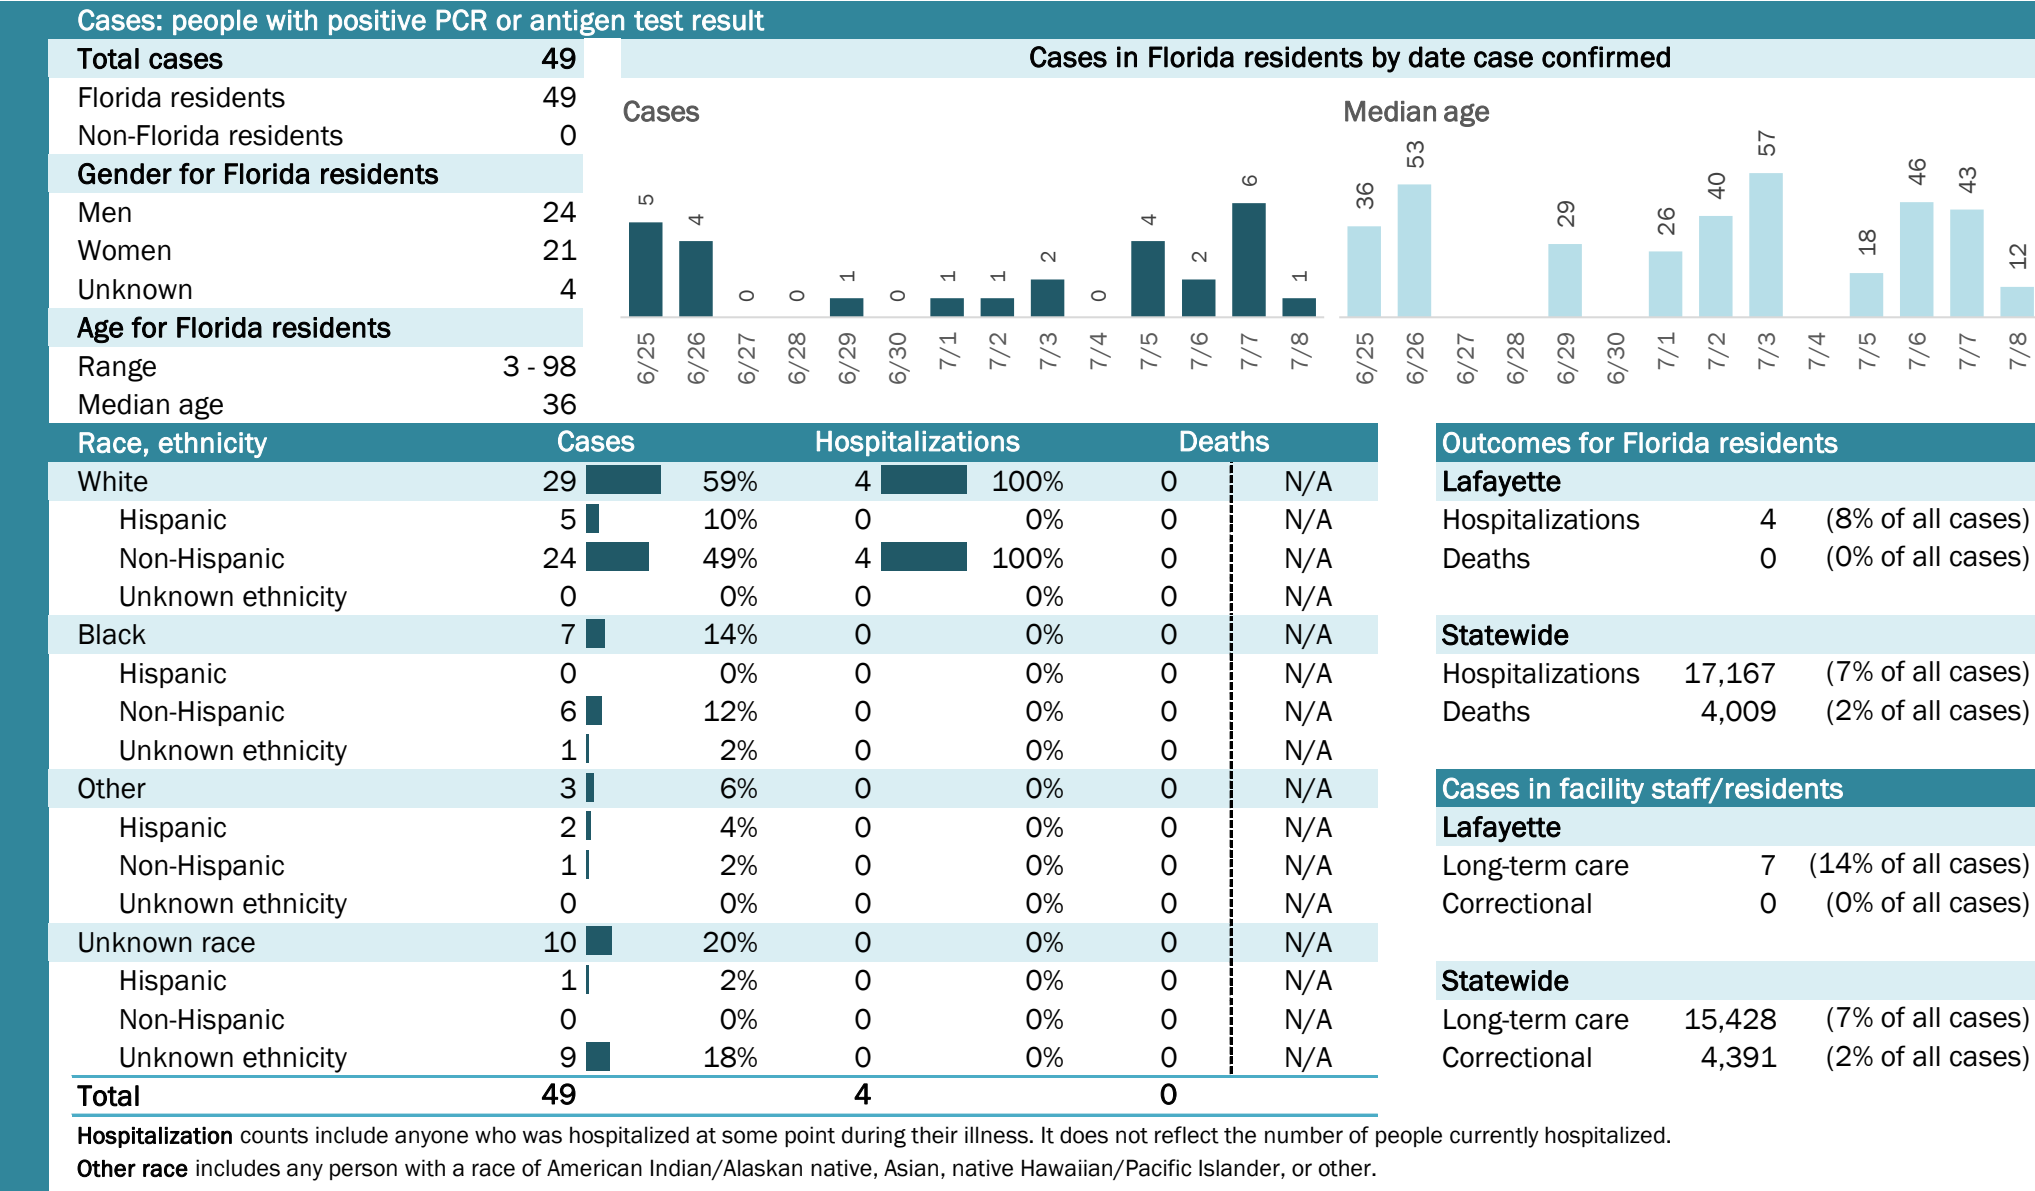 Cases: people with positive PCR or antigen test result
Total cases 49
Florida residents 49
Non-Florida residents 0
Gender for Florida residents
Men 24
Women 21
Unknown 4
Age for Florida residents
Range 3 - 98
Median age 36
Cases in Florida residents by date case confirmed
Cases
5 4 0 0 1 0 1 1 2 0 4 2 6 1
6/25 6/26 6/27 6/28 6/29 6/30 7/1 7/2 7/3 7/4 7/5 7/6 7/7 7/8
Median age
36 53 29 26 40 57 18 46 43 12
6/25 6/26 6/27 6/28 6/29 6/30 7/1 7/2 7/3 7/4 7/5 7/6 7/7 7/8
Race, ethnicity Cases Hospitalizations Deaths
White 29 59% 4 100% 0 N/A
Hispanic 5 10% 0 0% 0 N/A
Non-Hispanic 24 49% 4 100% 0 N/A
Unknown ethnicity 0 0% 0 0% 0 N/A
Black 7 14% 0 0% 0 N/A
Hispanic 0 0% 0 0% 0 N/A
Non-Hispanic 6 12% 0 0% 0 N/A
Unknown ethnicity 1 2% 0 0% 0 N/A
Other 3 6% 0 0% 0 N/A
Hispanic 2 4% 0 0% 0 N/A
Non-Hispanic 1 2% 0 0% 0 N/A
Unknown ethnicity 0 0% 0 0% 0 N/A
Unknown race 10 20% 0 0% 0 N/A
Hispanic 1 2% 0 0% 0 N/A
Non-Hispanic 0 0% 0 0% 0 N/A
Unknown ethnicity 9 18% 0 0% 0 N/A
Total 49 4 0
Outcomes for Florida residents
Lafayette
Hospitalizations 4 (8% of all cases)
Deaths 0 (0% of all cases)
Statewide
Hospitalizations 17,167 (7% of all cases)
Deaths 4,009 (2% of all cases)
Cases in facility staff/residents
Lafayette
Long-term care 7 (14% of all cases)
Correctional 0 (0% of all cases)
Statewide
Long-term care 15,428 (7% of all cases)
Correctional 4,391 (2% of all cases)
Hospitalization counts include anyone who was hospitalized at some point during their illness. It does not reflect the number of people currently hospitalized.
Other race includes any person with a race of American Indian/Alaskan native, Asian, native Hawaiian/Pacific Islander, or other.